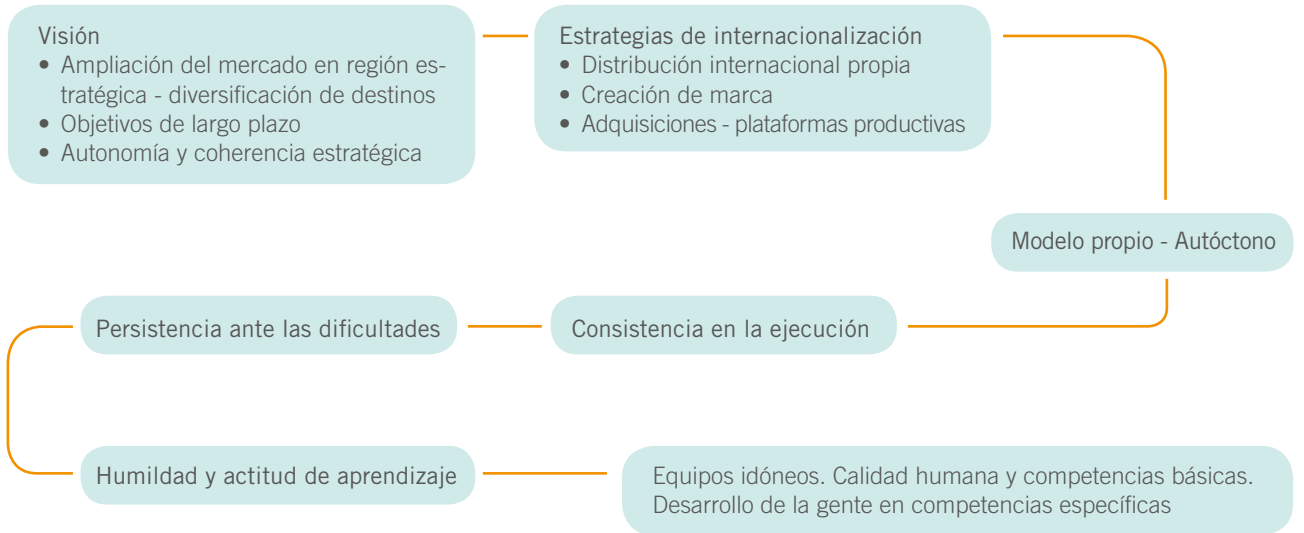 Visión
• Ampliación del mercado en región es-
tratégica - diversificación de destinos
• Objetivos de largo plazo
• Autonomía y coherencia estratégica
Estrategias de internacionalización
• Distribución internacional propia
• Creación de marca
• Adquisiciones - plataformas productivas
Modelo propio - Autóctono
Consistencia en la ejecución
Persistencia ante las dificultades
Humildad y actitud de aprendizaje
Equipos idóneos. Calidad humana y competencias básicas.
Desarrollo de la gente en competencias específicas